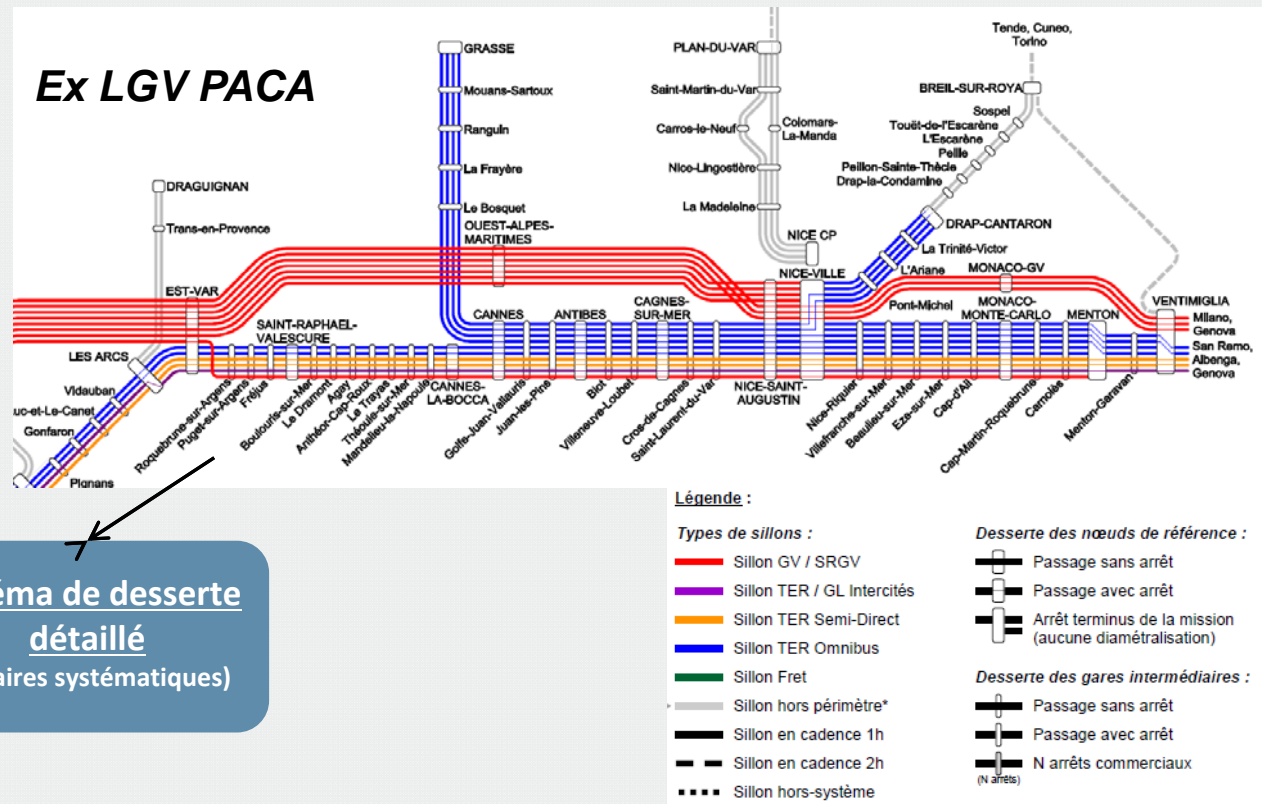 Ex LGV PACA
GRASSE
Mouans-Sartoux
Ranguin
La Frayère
Le Bosquet
OUEST-ALPES-
MARITIMES
PLAN-DU-VAR
Saint-Martin-du-Var
Carros-le-Neuf
Colomars-
La-Manda
Nice-Lingostière
La Madeleine
NICE CP
Tende, Cuneo,
Torino
BREIL-SUR-ROYA
Sospel
Touët-de-l'Escarène
L'Escarène
Peille
Peillon-Sainte-Thècle
Drap-la-Condamine
DRAP-CANTARON
La Trinité-Victor
L'Ariane
Pont-Michel
DRAGUIGNAN
Trans-en-Provence
EST-VAR
LES ARCS
Vidauban
uc-et-Le-Canet
Gonfaron
Pignans
Roquebrune-sur-Argens
Puget-sur-Argens
Fréjus
SAINT-RAPHAEL-
VALESCURE
Boulouris-sur-Mer
Le Dramont
Agay
Anthéor-Cap-Roux
Le Trayas
Théoule-sur-Mer
Mandelieu-la-Napoule
CANNES-
LA-BOCCA
CANNES
Golfe-Juan-Vallauris
Juan-les-Pins
ANTIBES
Biot
Villeneuve-Loubet
CAGNES-
SUR-MER
Cros-de-Cagnes
Saint-Laurent-du-Var
NICE-SAINT-
AUGUSTIN
NICE-VILLE
Nice-Riquier
Villefranche-sur-Mer
Beaulieu-sur-Mer
Eze-sur-Mer
Cap-d'Ail
MONACO-GV
MONACO-
MONTE-CARLO
Cap-Martin-Roquebrune
Carnolès
MENTON
Menton-Garavan
VENTIMIGLIA
Milano,
Genova
San Remo,
Albenga,
Genova
éma de desserte
détaillé
aires systématiques)
Légende :
Types de sillons :
Sillon GV / SRGV
Sillon TER / GL Intercités
Sillon TER Semi-Direct
Sillon TER Omnibus
Sillon Fret
Sillon hors périmètre*
Sillon en cadence 1h
Sillon en cadence 2h
Sillon hors-système
Desserte des nœuds de référence :
Passage sans arrêt
Passage avec arrêt
Arrêt terminus de la mission
(aucune diamétralisation)
Desserte des gares intermédiaires :
Passage sans arrêt
Passage avec arrêt
N arrêts commerciaux
(N arrêts)